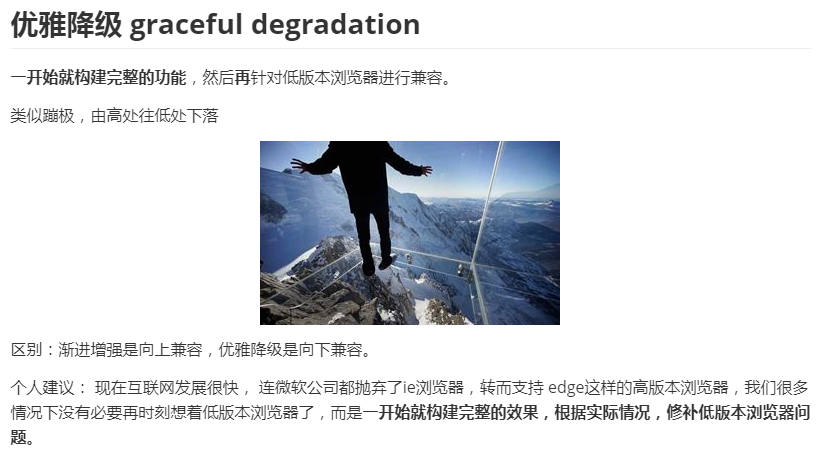 优雅降级 graceful degradation
一开始就构建完整的功能，然后再针对低版本浏览器进行兼容。
类似蹦极，由高处往低处下落
区别：渐进增强是向上兼容，优雅降级是向下兼容。
个人建议： 现在互联网发展很快， 连微软公司都抛弃了ie浏览器，转而支持 edge这样的高版本浏览器，我们很多
情况下没有必要再时刻想着低版本浏览器了，而是一开始就构建完整的效果，根据实际情况，修补低版本浏览器问
题。